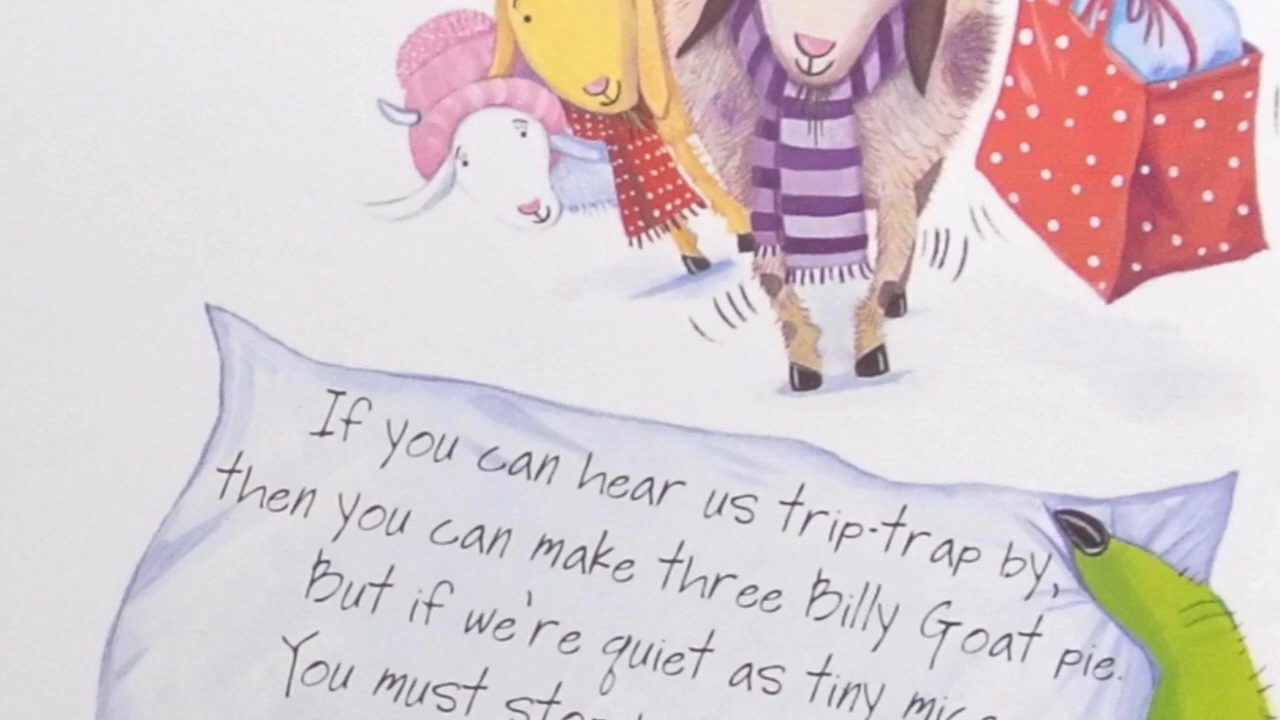 If you can hear us trip-trap by,
then you can make three Billy Goat pie.
But if we're quiet as tiny
You must